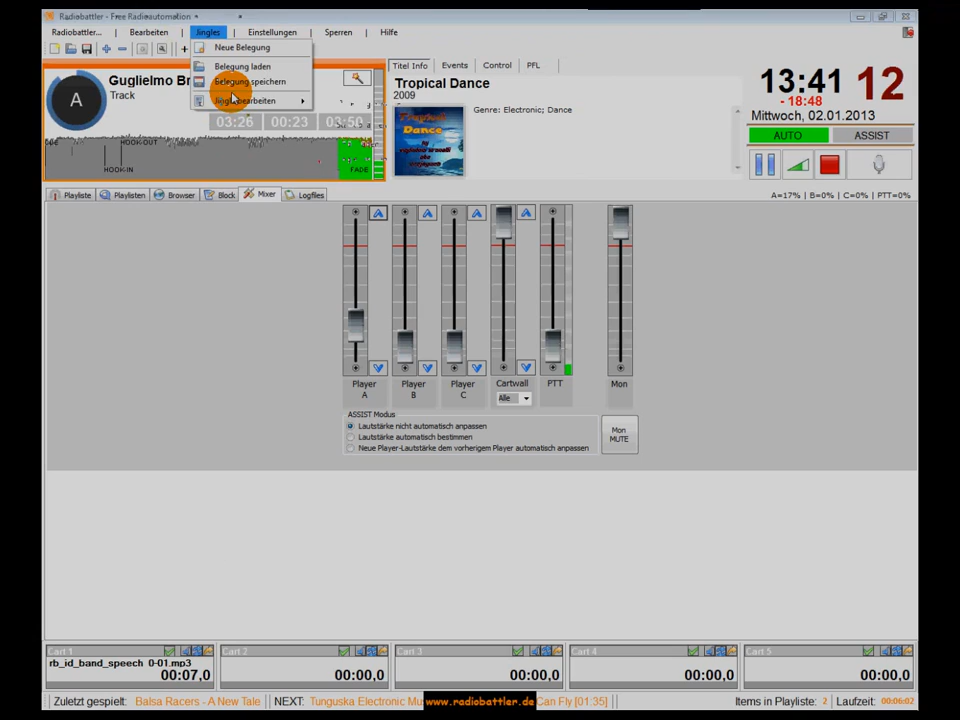 Radiobattler - Free Radioautomation
Radiobattler... | Bearbeiten | Jingles | Einstellungen | Sperren | Hilfe
Neue Belegung
Belegung laden
Belegung speichern
bearbeiten
A
Guglielmo Br
Track
03:26 00:23 03:50
HOOK-OUT
HOOK-IN
FADE
Titel Info Events Control PFL
Tropical Dance
2009
Genre: Electronic; Dance
Tropical
Dance
13:41 12
- 18:48
Mittwoch, 02.01.2013
AUTO ASSIST
Playliste Playlisten Browser Block Mixer Logfiles
A=17% | B=0% | C=0% | PTT=0%
Player A
Player B
Player C
Cartwall
Alle
PTT
Mon
ASSIST Modus
Lautstärke nicht automatisch anpassen
Lautstärke automatisch bestimmen
Neue Player-Lautstärke dem vorherigem Player automatisch anpassen
Mon
MUTE
Cart 1 Cart 2 Cart 3 Cart 4 Cart 5
rb_id_band_speech 0-01.mp3
00:07,0 00:00,0 00:00,0 00:00,0 00:00,0
Zuletzt gespielt: Balsa Racers - A New Tale | NEXT: Tunguska Electronic Mu www.radiobattler.de Can Fly [01:35] Items in Playliste: 2 Laufzeit: 00:06:02